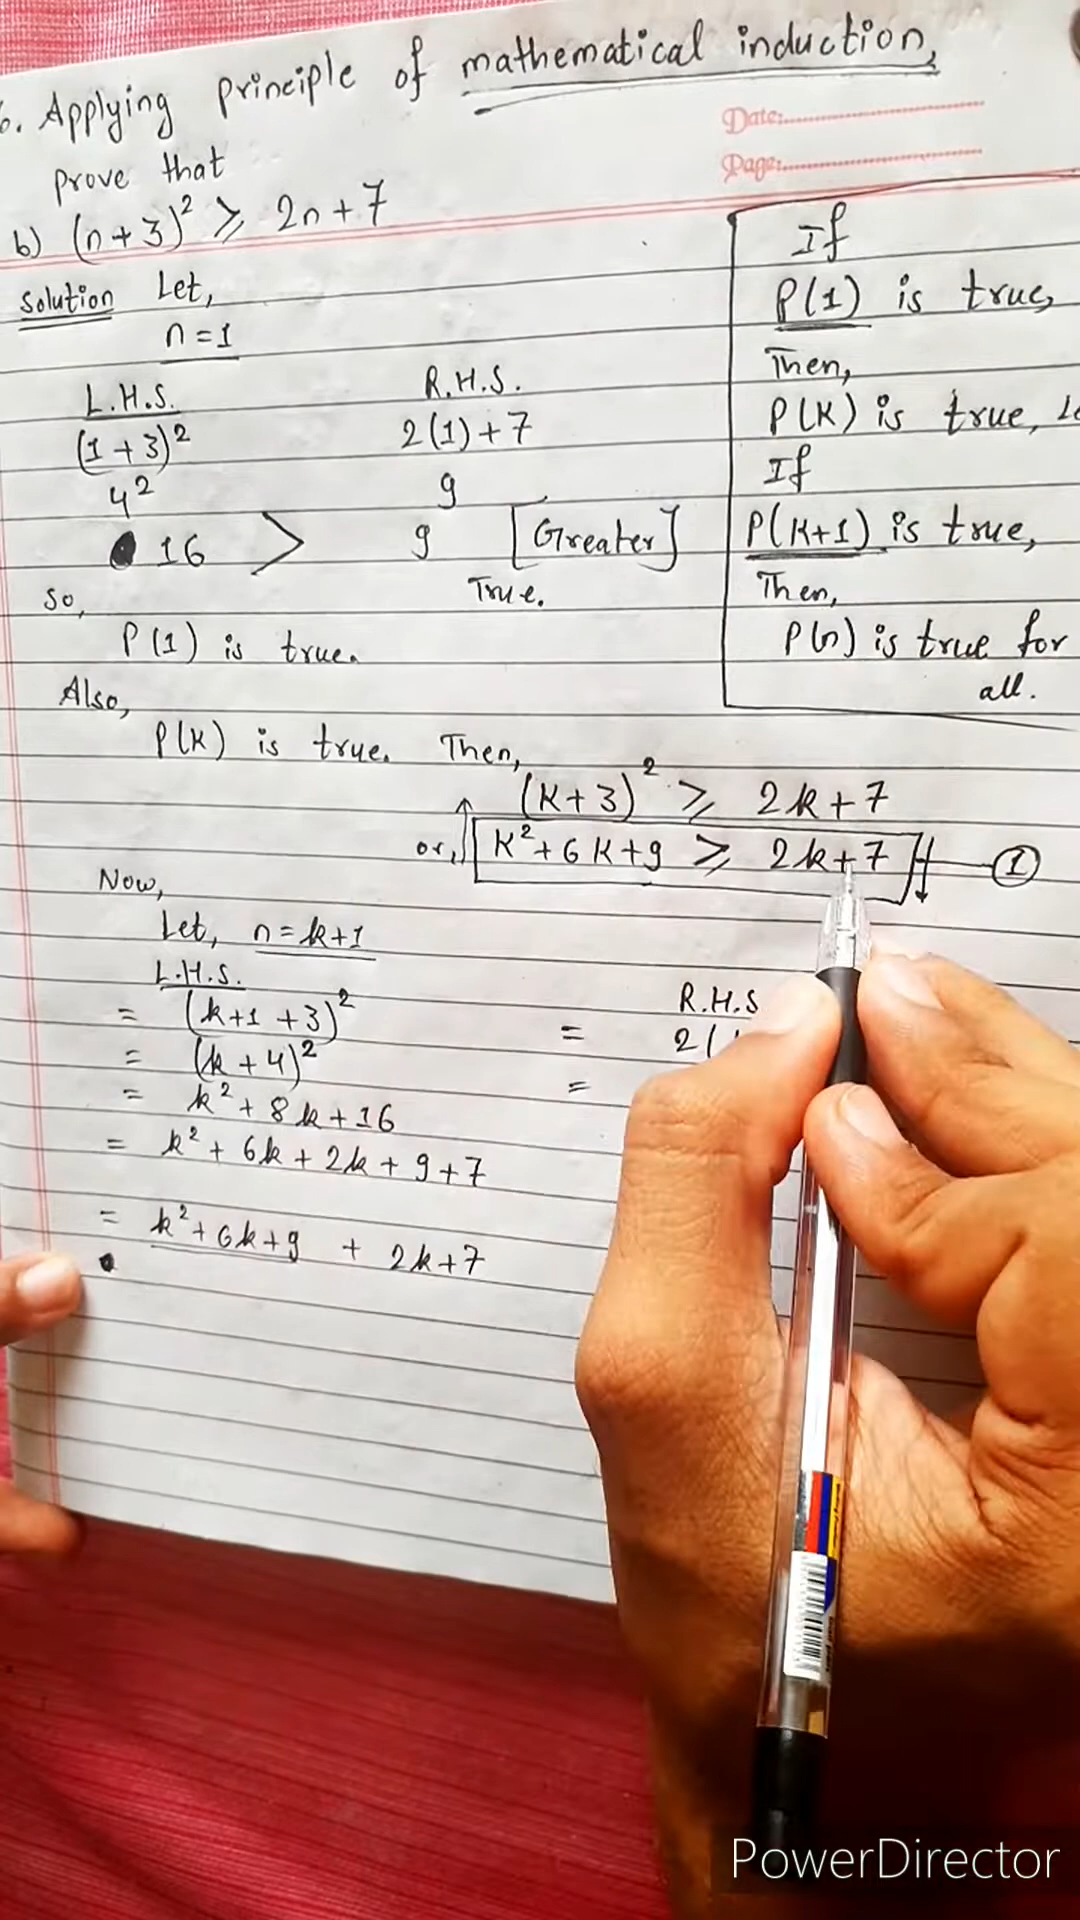 6. Applying principle of mathematical induction,
prove that
Date:
Page:
b) (n+3)² ≥ 2n+7
Solution Let,
n=1
L.H.S. R.H.S.
(1+3)² 2(1)+7
4² 9
16 > 9 [Greater]
True.
So,
P(1) is true.
Also,
P(K) is true. Then,
(K+3)² ≥ 2k+7
or, K²+6K+9 ≥ 2k+7 ①
Now,
Let, n=k+1
L.H.S.
= (k+1+3)²
= (k+4)²
= k²+8k+16
= k²+6k+2k+9+7
= k²+6k+9 + 2k+7
R.H.S
= 2(
=
If
P(1) is true,
Then,
P(K) is true,
If
P(K+1) is true,
Then,
P(n) is true for
all.
PowerDirector